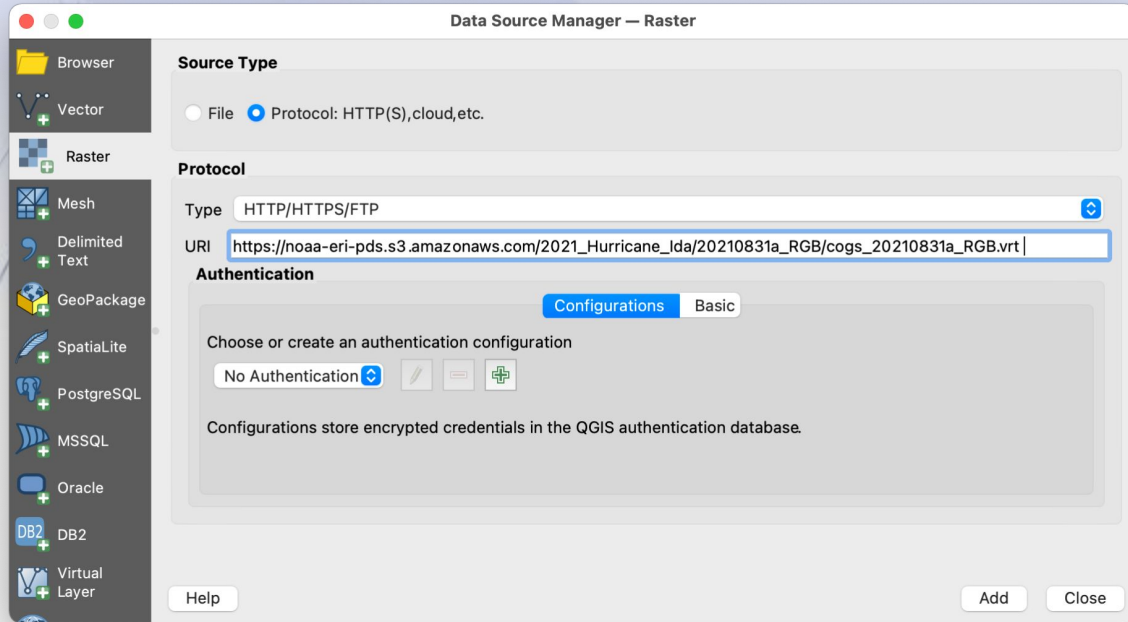 Data Source Manager — Raster
Browser
Vector
Raster
Mesh
Delimited
Text
GeoPackage
SpatiaLite
PostgreSQL
MSSQL
Oracle
DB2
DB2
Virtual
Layer
Source Type
File
Protocol: HTTP(S),cloud,etc.
Protocol
Type HTTP/HTTPS/FTP
URI https://noaa-eri-pds.s3.amazonaws.com/2021_Hurricane_Ida/20210831a_RGB/cogs_20210831a_RGB.vrt
Authentication
Configurations Basic
Choose or create an authentication configuration
No Authentication
Configurations store encrypted credentials in the QGIS authentication database.
Help Add Close